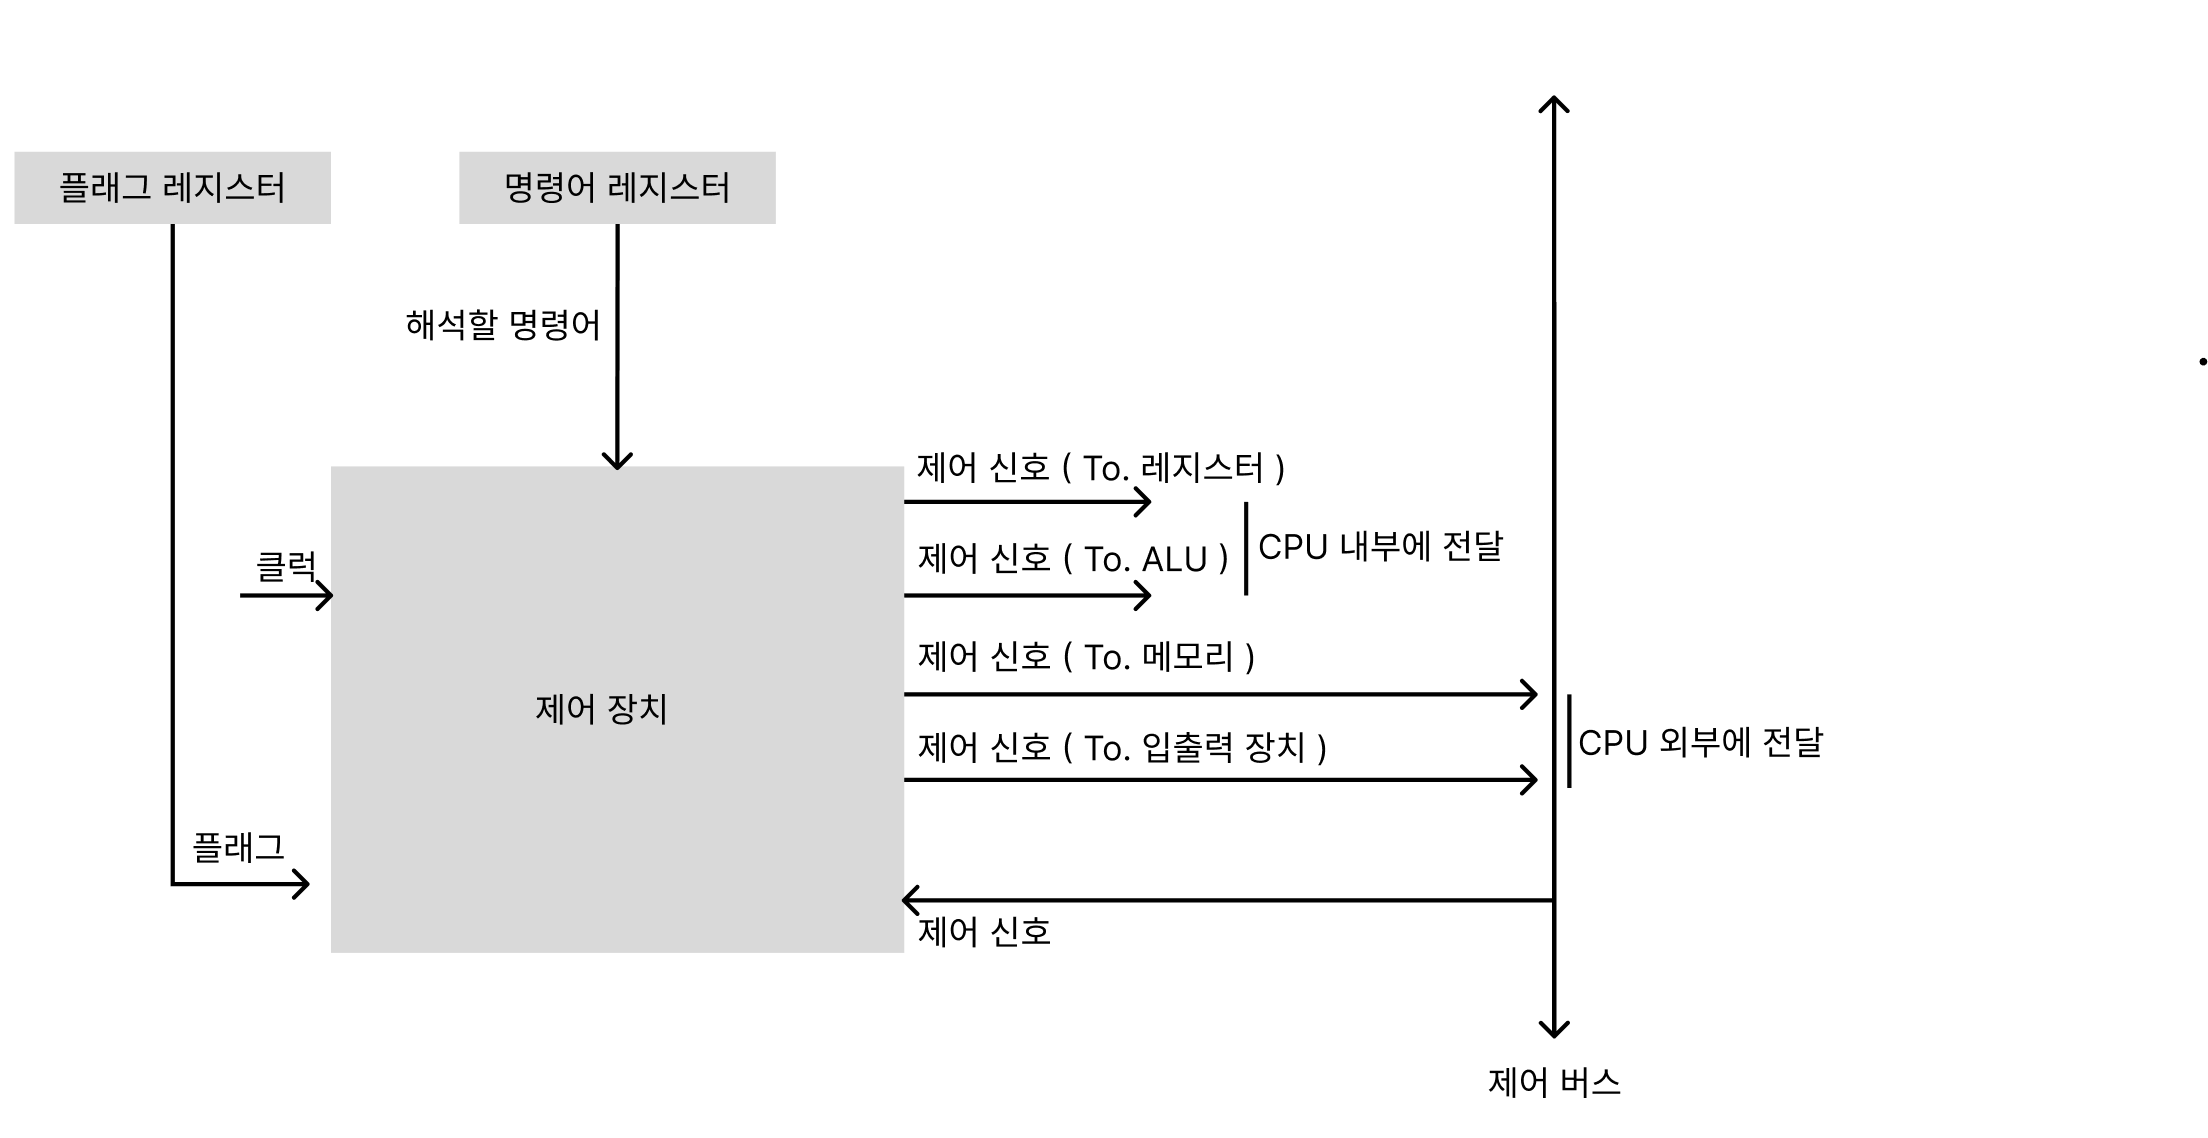 플래그 레지스터
명령어 레지스터
해석할 명령어
제어 신호 ( To. 레지스터 )
CPU 내부에 전달
제어 신호 ( To. ALU )
클럭
제어 신호 ( To. 메모리 )
제어 장치
CPU 외부에 전달
제어 신호 ( To. 입출력 장치 )
플래그
제어 신호
제어 버스